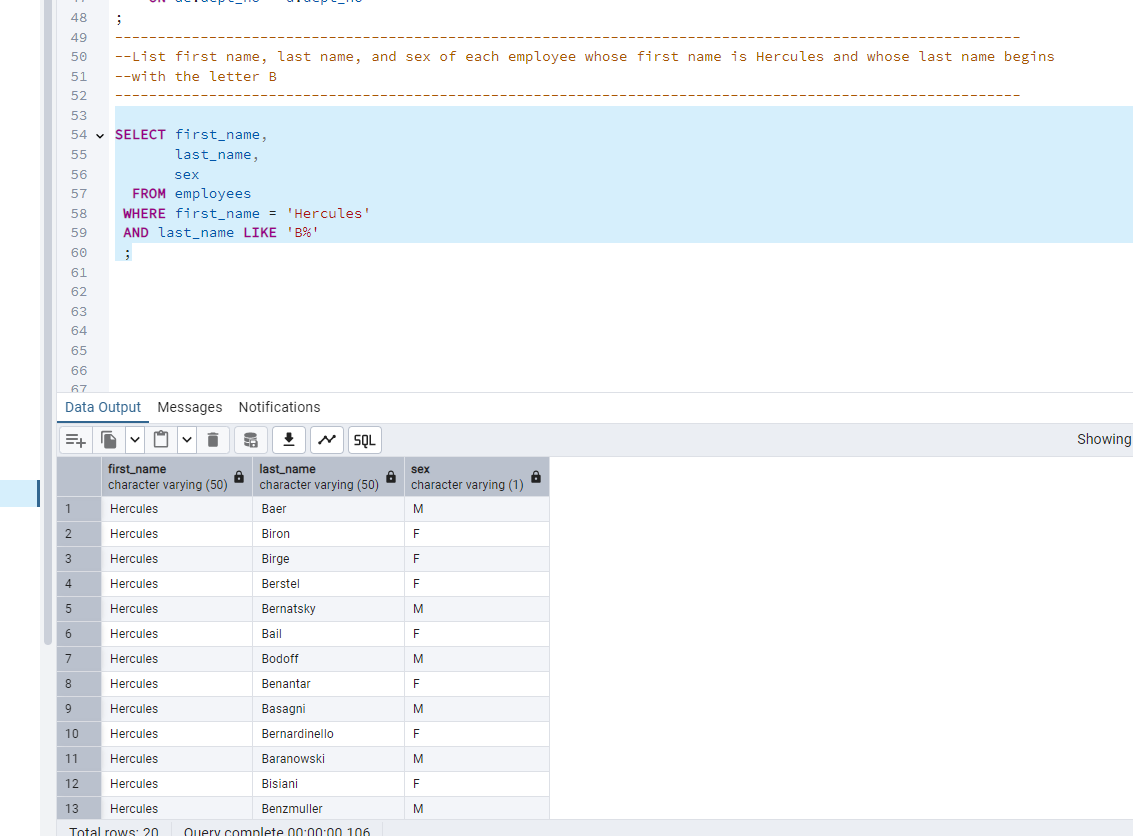 48 ;
49 ----------------------------------------------------------------------------------------------------------
50 --List first name, last name, and sex of each employee whose first name is Hercules and whose last name begins
51 --with the letter B
52 ----------------------------------------------------------------------------------------------------------
53
54 SELECT first_name,
55 last_name,
56 sex
57 FROM employees
58 WHERE first_name = 'Hercules'
59 AND last_name LIKE 'B%'
60 ;
61
62
63
64
65
66
67
Data Output Messages Notifications
SQL Showing
first_name last_name sex
character varying (50) character varying (50) character varying (1)
1 Hercules Baer M
2 Hercules Biron F
3 Hercules Birge F
4 Hercules Berstel F
5 Hercules Bernatsky M
6 Hercules Bail F
7 Hercules Bodoff M
8 Hercules Benantar F
9 Hercules Basagni M
10 Hercules Bernardinello F
11 Hercules Baranowski M
12 Hercules Bisiani F
13 Hercules Benzmuller M
Total rows: 20 Query complete 00:00:00.106